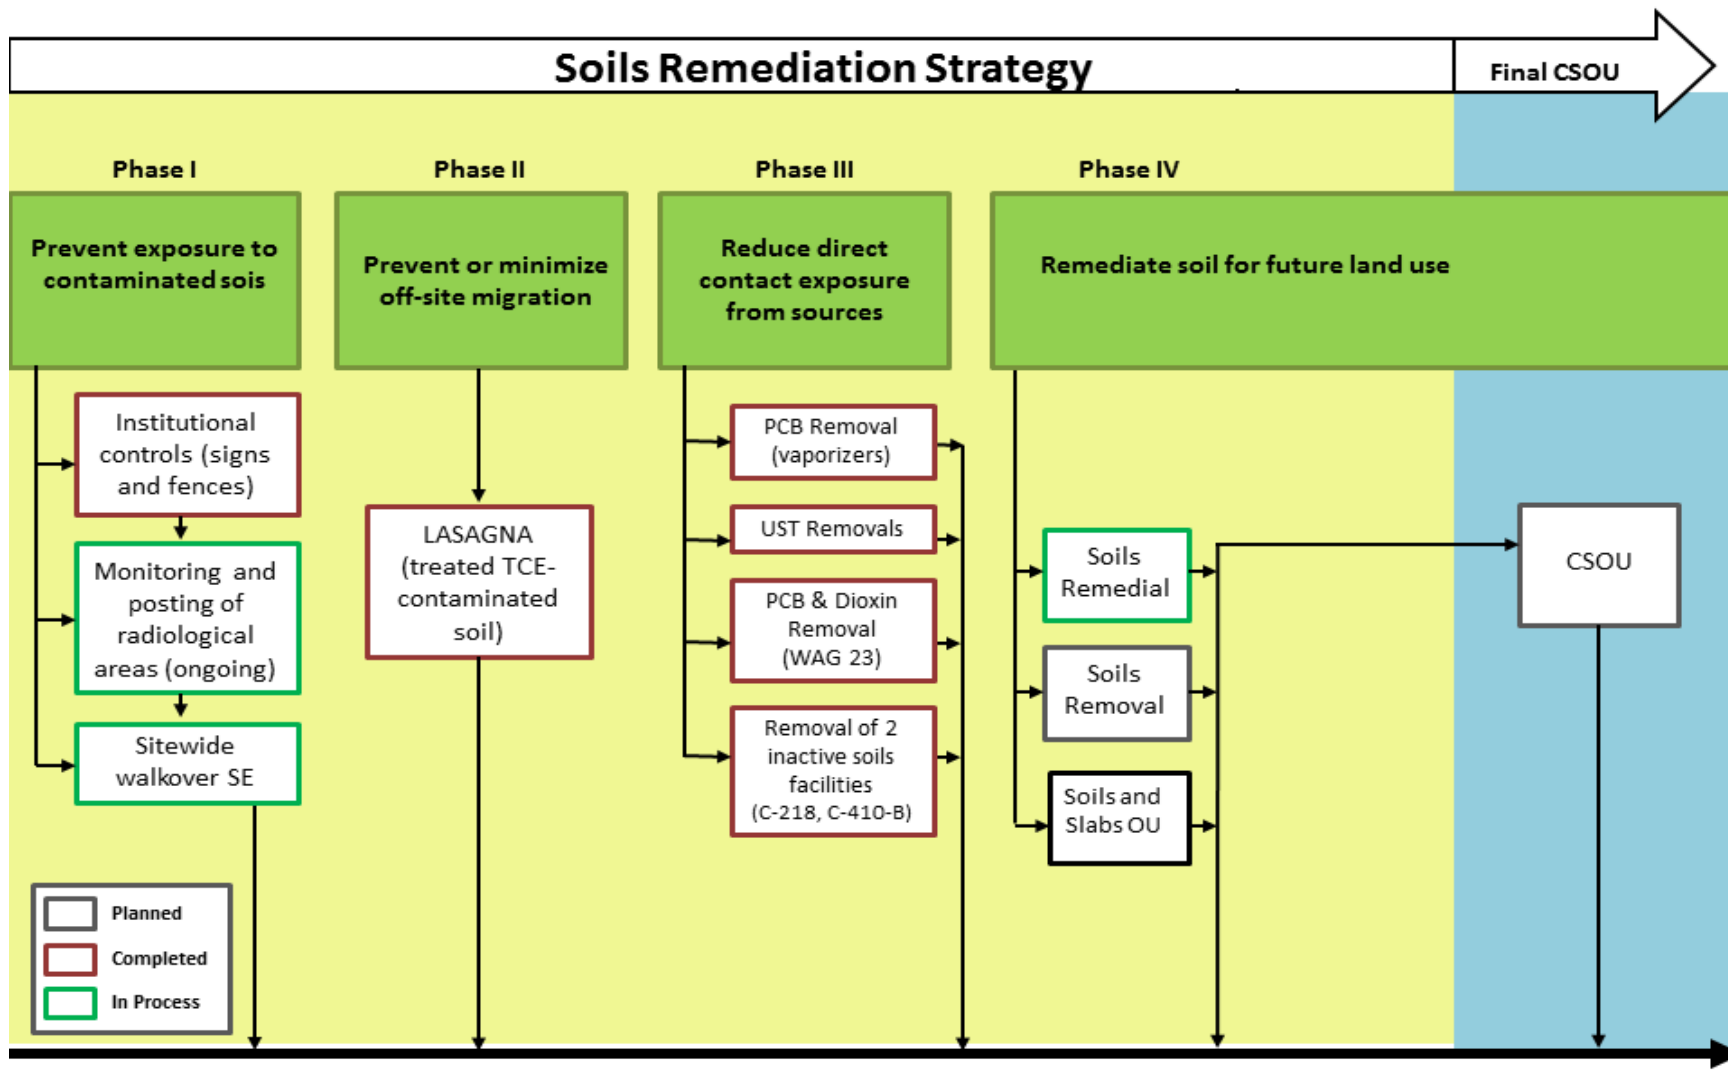 Soils Remediation Strategy
Final CSOU
Phase I
Phase II
Phase III
Phase IV
Prevent exposure to
contaminated sois
Prevent or minimize
off-site migration
Reduce direct
contact exposure
from sources
Remediate soil for future land use
Institutional
controls (signs
and fences)
Monitoring and
posting of
radiological
areas (ongoing)
Sitewide
walkover SE
LASAGNA
(treated TCE-
contaminated
soil)
PCB Removal
(vaporizers)
UST Removals
PCB & Dioxin
Removal
(WAG 23)
Removal of 2
inactive soils
facilities
(C-218, C-410-B)
Soils
Remedial
Soils
Removal
Soils and
Slabs OU
CSOU
Planned
Completed
In Process